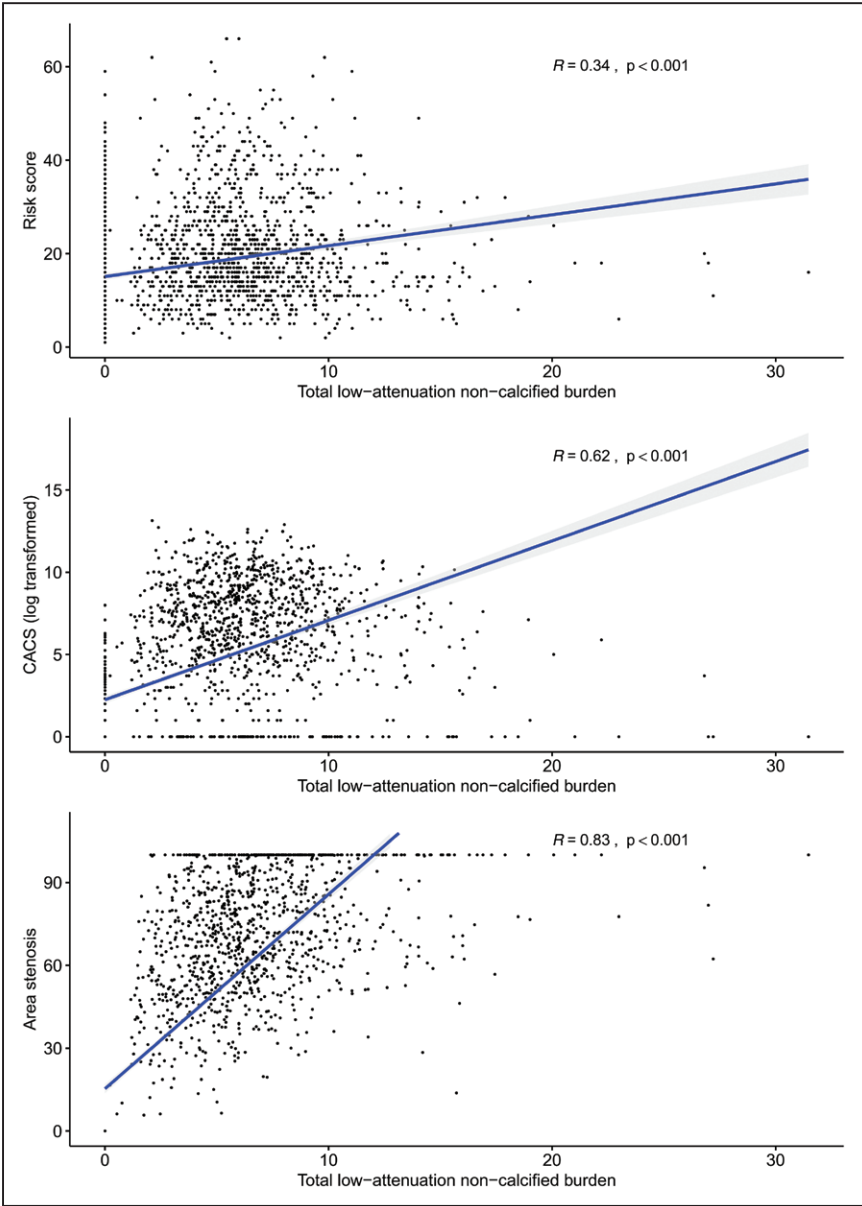 R = 0.34 , p < 0.001
60
40
20
0
Risk score
0 10 20 30
Total low−attenuation non−calcified burden
R = 0.62 , p < 0.001
15
10
5
0
CACS (log transformed)
0 10 20 30
Total low−attenuation non−calcified burden
R = 0.83 , p < 0.001
90
60
30
0
Area stenosis
0 10 20 30
Total low−attenuation non−calcified burden